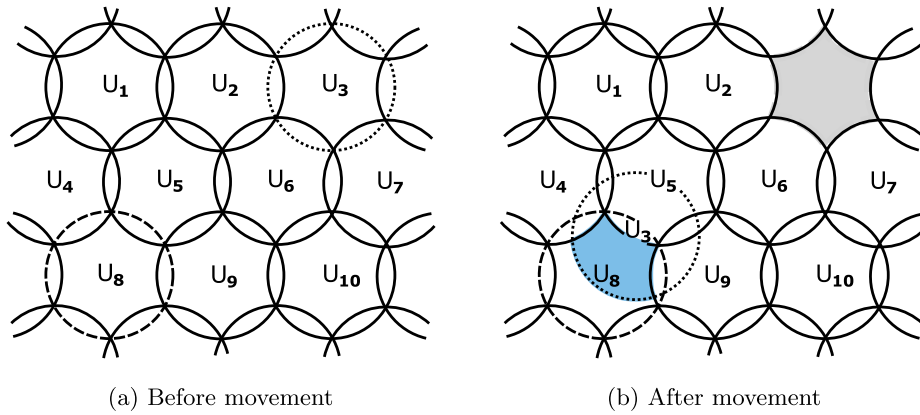 U1 U2 U3 U1 U2
U4 U5 U6 U7 U4 U5 U6 U7
U3
U8 U9 U10 U8 U9 U10
(a) Before movement (b) After movement